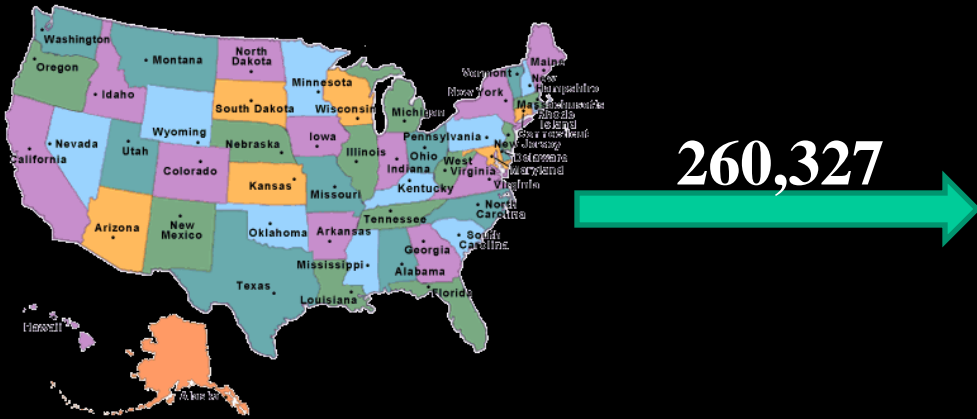 Washington
Oregon
Idaho
Montana
North
Dakota
South Dakota
Minnesota
Wisconsin
Michigan
Wyoming
Nevada
California
Utah
Colorado
Nebraska
Iowa
Illinois
Indiana
Ohio
Kansas
Missouri
Kentucky
West
Virginia
Virginia
Pennsylvania
New York
Vermont
Maine
New
Hampshire
Massachusetts
Rhode
Island
Connecticut
New Jersey
Delaware
Maryland
Arizona
New
Mexico
Oklahoma
Arkansas
Tennessee
North
Carolina
South
Carolina
Georgia
Alabama
Mississippi
Louisiana
Texas
Florida
Hawaii
Alaska
260,327